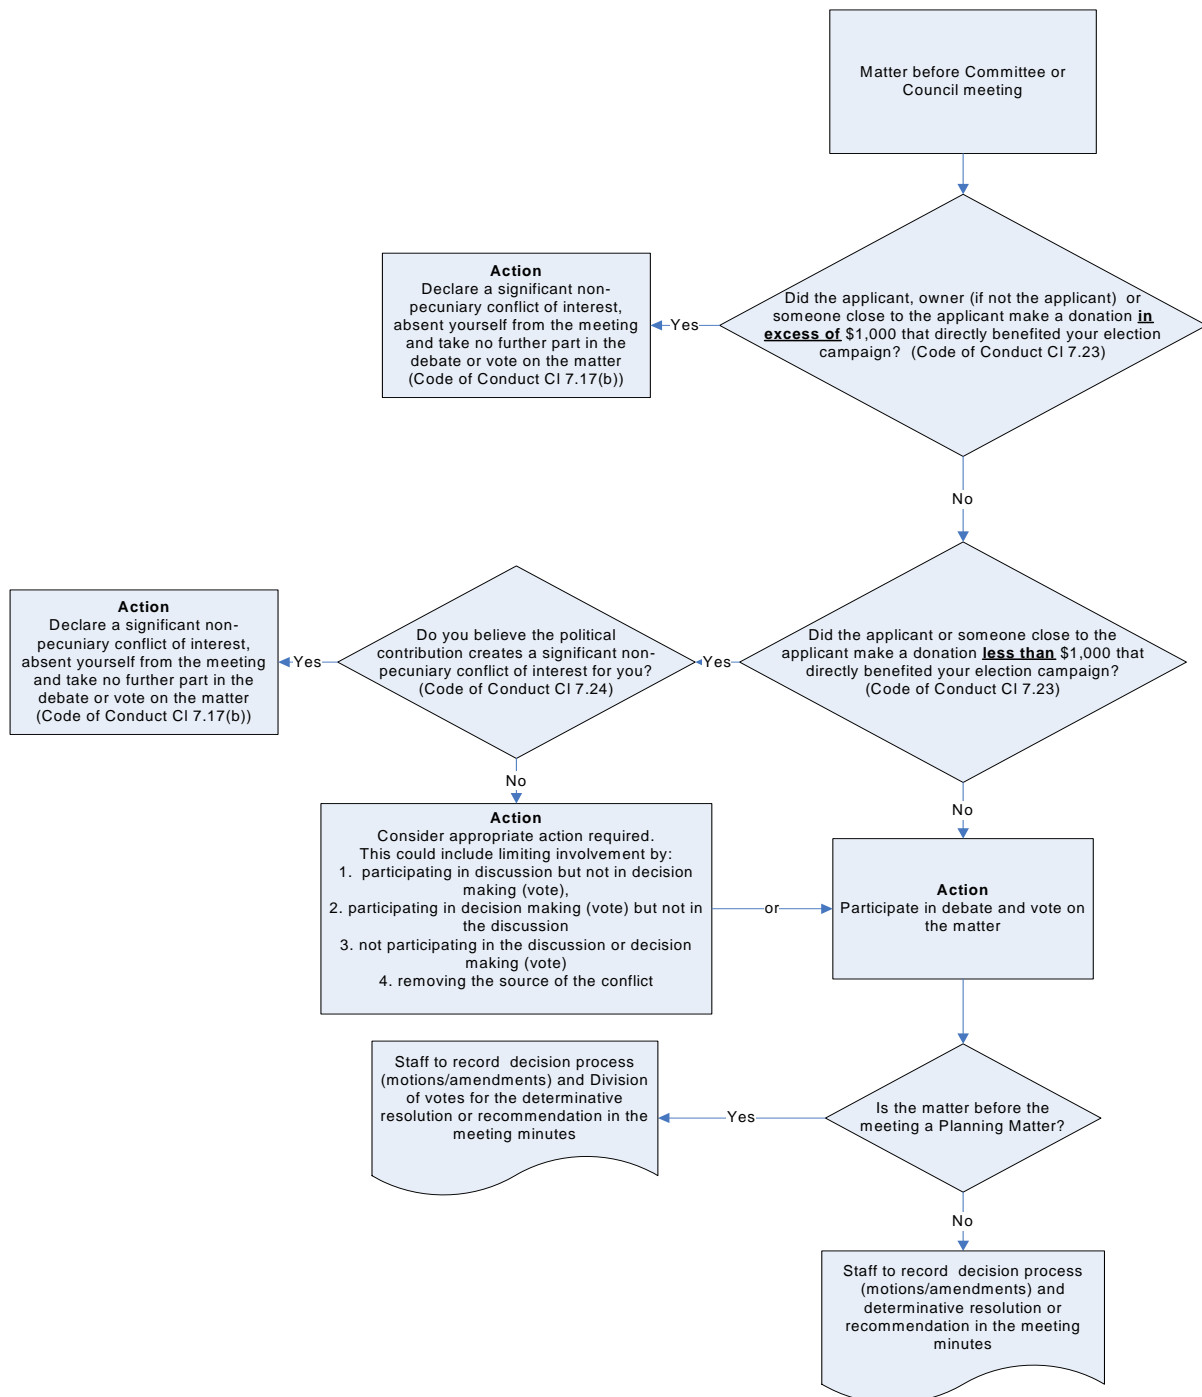 Matter before Committee or
Council meeting
Did the applicant, owner (if not the applicant)  or
someone close to the applicant make a donation in
excess of $1,000 that directly benefited your election
campaign?  (Code of Conduct Cl 7.23)
Yes
Action
Declare a significant non-
pecuniary conflict of interest,
absent yourself from the meeting
and take no further part in the
debate or vote on the matter
(Code of Conduct Cl 7.17(b))
No
Did the applicant or someone close to the
applicant make a donation less than $1,000 that
directly benefited your election campaign?
(Code of Conduct Cl 7.23)
Yes
Do you believe the political
contribution creates a significant non-
pecuniary conflict of interest for you?
(Code of Conduct Cl 7.24)
Yes
Action
Declare a significant non-
pecuniary conflict of interest,
absent yourself from the meeting
and take no further part in the
debate or vote on the matter
(Code of Conduct Cl 7.17(b))
No
Action
Consider appropriate action required.
This could include limiting involvement by:
1.  participating in discussion but not in decision
making (vote),
2. participating in decision making (vote) but not in
the discussion
3. not participating in the discussion or decision
making (vote)
4. removing the source of the conflict
or
No
Action
Participate in debate and vote on
the matter
Is the matter before the
meeting a Planning Matter?
Yes
Staff to record  decision process
(motions/amendments) and Division
of votes for the determinative
resolution or recommendation in the
meeting minutes
No
Staff to record  decision process
(motions/amendments) and
determinative resolution or
recommendation in the meeting
minutes